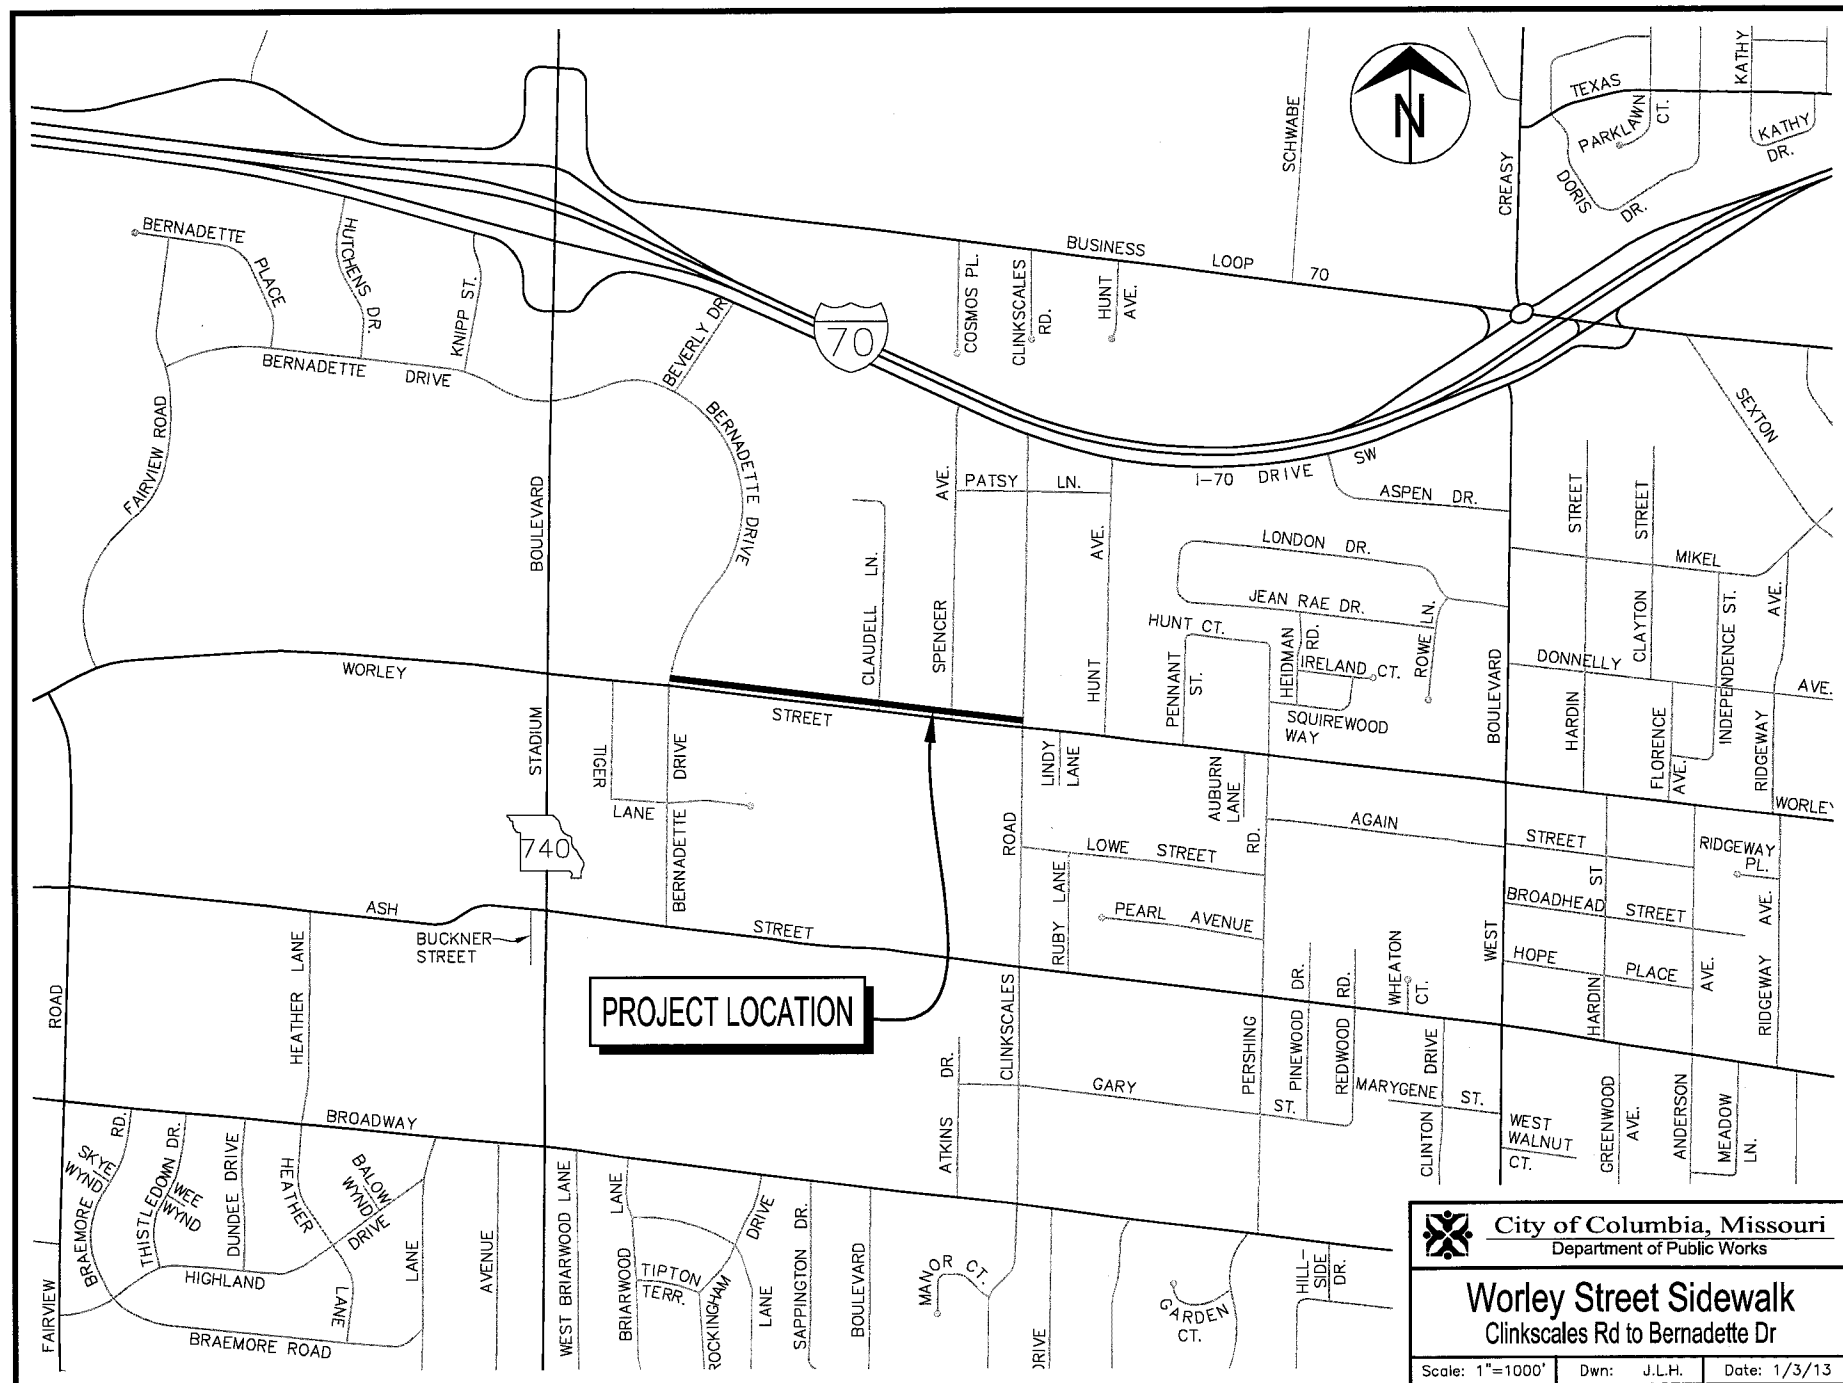 N
SCHWABE
CREASY
TEXAS
PARKLAWN
CT.
KATHY
KATHY
DR.
DORIS
DR.
BERNADETTE
PLACE
HUTCHENS DR.
KNIPP ST.
BEVERLY DR.
BERNADETTE DRIVE
BERNADETTE DRIVE
FAIRVIEW ROAD
70
BUSINESS LOOP 70
COSMOS PL.
CLINKSCALES
RD.
HUNT
AVE.
SEXTON
I-70 DRIVE SW
PATSY LN.
ASPEN DR.
LONDON DR.
JEAN RAE DR.
HUNT CT.
HEIDMAN
RD.
IRELAND CT.
ROWE LN.
PENNANT
ST.
SQUIREWOOD
WAY
SPENCER AVE.
CLAUDELL LN.
HUNT AVE.
STADIUM BOULEVARD
WEST BOULEVARD
HARDIN STREET
CLAYTON STREET
MIKEL
INDEPENDENCE ST.
RIDGEWAY AVE.
DONNELLY AVE.
FLORENCE
AVE.
WORLEY STREET
WORLEY
TIGER
LANE
BERNADETTE DRIVE
LINDY
LANE
AUBURN
LANE
740
AGAIN STREET
LOWE STREET
RUBY LANE
PEARL AVENUE
RIDGEWAY
PL.
BROADHEAD STREET
HOPE PLACE
HARDIN ST
RIDGEWAY AVE.
ASH STREET
BUCKNER
STREET
HEATHER LANE
PROJECT LOCATION
CLINKSCALES ROAD
PERSHING RD.
PINEWOOD DR.
REDWOOD RD.
WHEATON
CT.
ATKINS DR.
GARY ST.
MARYGENE ST.
CLINTON DRIVE
WEST
WALNUT
CT.
GREENWOOD
AVE.
ANDERSON AVE.
MEADOW
LN.
FAIRVIEW ROAD
BROADWAY
SKYE
WYND
BRAEMORE RD.
THISTLEDOWN DR.
WEE
WYND
DUNDEE DRIVE
HEATHER LANE
BALOW
WYND
HIGHLAND DRIVE
BRAEMORE ROAD
LANE
AVENUE
WEST BRIARWOOD LANE
BRIARWOOD LANE
TIPTON
TERR.
ROCKINGHAM DRIVE
LANE
SAPPINGTON DR.
BOULEVARD
MANOR CT.
DRIVE
GARDEN
CT.
HILL-
SIDE
DR.
City of Columbia, Missouri
Department of Public Works
Worley Street Sidewalk
Clinkscales Rd to Bernadette Dr
Scale: 1"=1000' Dwn: J.L.H. Date: 1/3/13